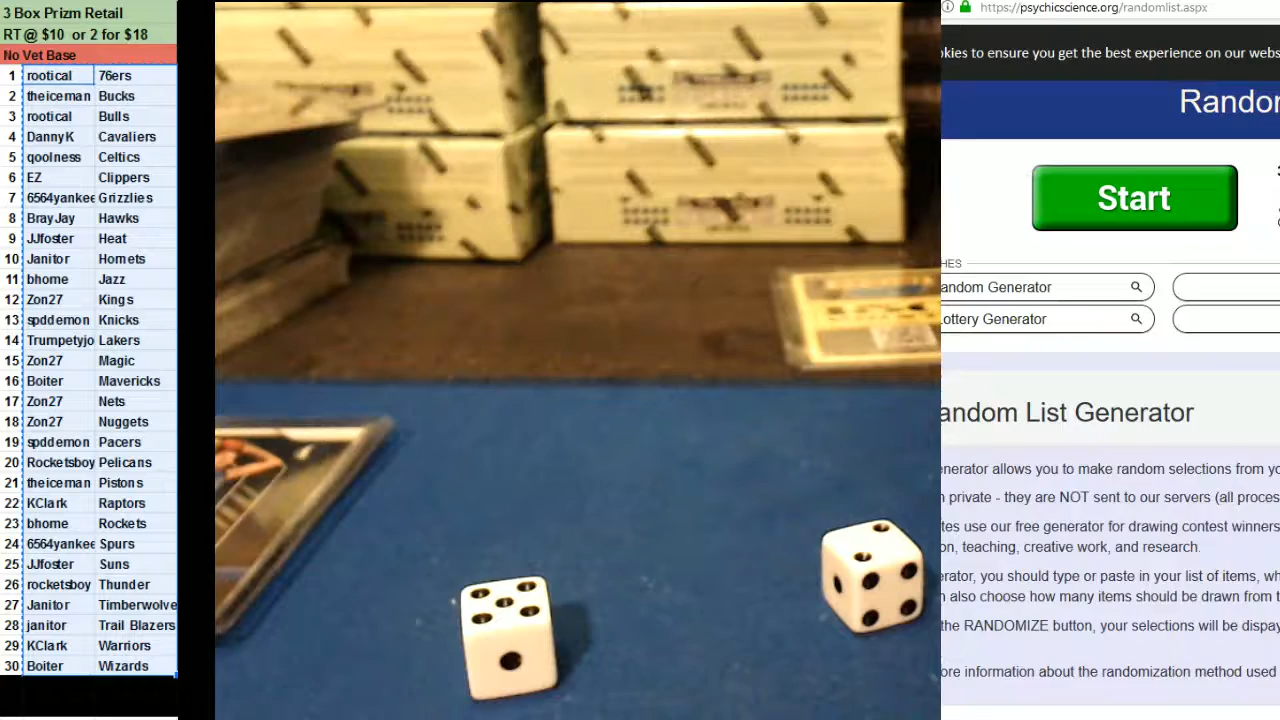 3 Box Prizm Retail
RT @ $10 or 2 for $18
No Vet Base
1 rootical 76ers
2 theiceman Bucks
3 rootical Bulls
4 DannyK Cavaliers
5 qoolness Celtics
6 EZ Clippers
7 6564yankee Grizzlies
8 BrayJay Hawks
9 JJfoster Heat
10 Janitor Hornets
11 bhome Jazz
12 Zon27 Kings
13 spddemon Knicks
14 Trumpetyjo Lakers
15 Zon27 Magic
16 Boiter Mavericks
17 Zon27 Nets
18 Zon27 Nuggets
19 spddemon Pacers
20 Rocketsboy Pelicans
21 theiceman Pistons
22 KClark Raptors
23 bhome Rockets
24 6564yankee Spurs
25 JJfoster Suns
26 rocketsboy Thunder
27 Janitor Timberwolve
28 janitor Trail Blazers
29 KClark Warriors
30 Boiter Wizards
https://psychicscience.org/randomlist.aspx
okies to ensure you get the best experience on our webs
Random
Start
HES
andom Generator
ottery Generator
andom List Generator
enerator allows you to make random selections from yo
n private - they are NOT sent to our servers (all proces
tes use our free generator for drawing contest winners
on, teaching, creative work, and research.
erator, you should type or paste in your list of items, wh
n also choose how many items should be drawn from t
the RANDOMIZE button, your selections will be display
ore information about the randomization method used